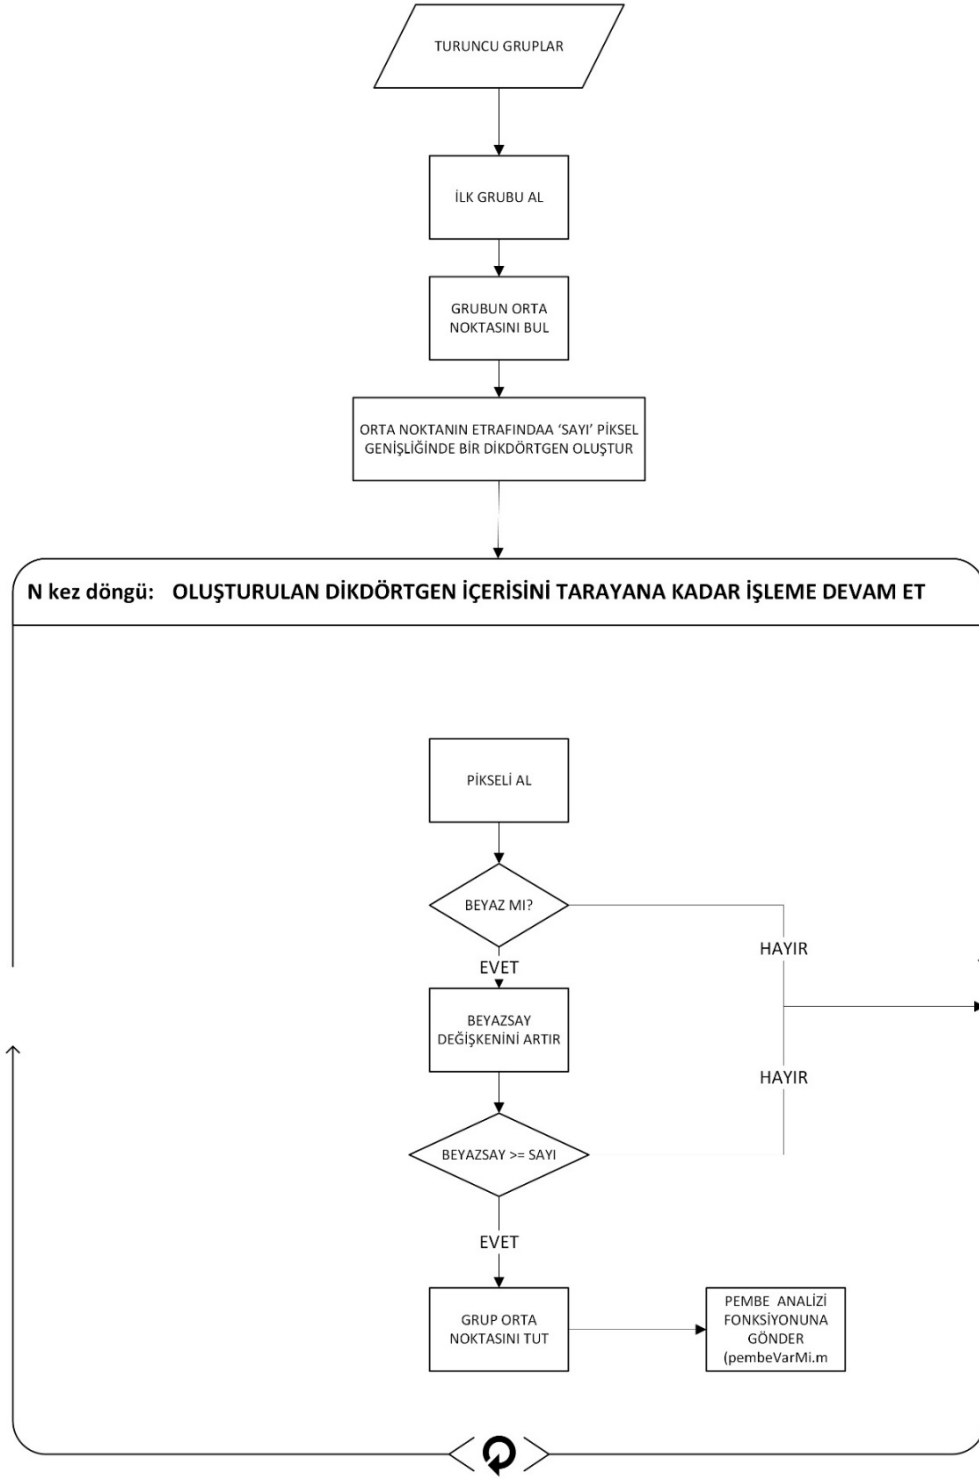 TURUNCU GRUPLAR
İLK GRUBU AL
GRUBUN ORTA
NOKTASINI BUL
ORTA NOKTANIN ETRAFINDAA ‘SAYI’ PİKSEL
GENİŞLİĞİNDE BİR DİKDÖRTGEN OLUŞTUR
N kez döngü: OLUŞTURULAN DİKDÖRTGEN İÇERİSİNİ TARAYANA KADAR İŞLEME DEVAM ET
PİKSELİ AL
BEYAZ MI?
HAYIR
EVET
BEYAZSAY
DEĞİŞKENİNİ ARTIR
HAYIR
BEYAZSAY >= SAYI
EVET
GRUP ORTA
NOKTASINI TUT
PEMBE ANALİZİ
FONKSİYONUNA
GÖNDER
(pembeVarMi.m